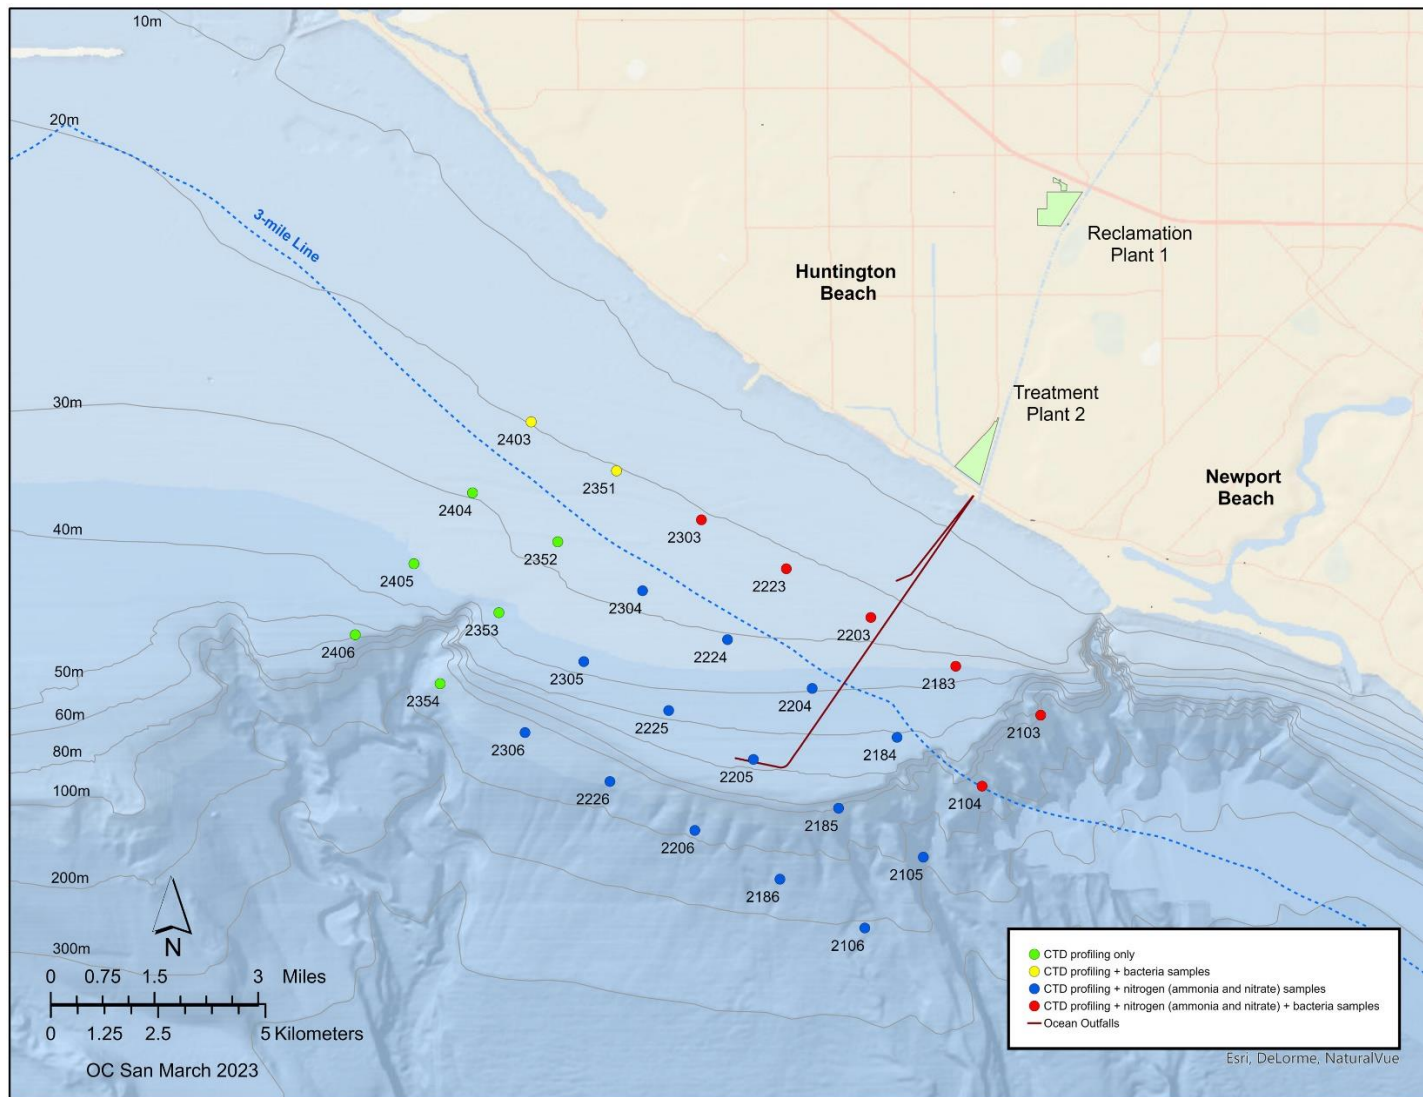 10m
20m
3-mile Line
Reclamation
Plant 1
Huntington
Beach
Treatment
Plant 2
30m
2403
Newport
Beach
2351
2404
2303
40m
2352
2223
2405
2304
2203
2353
2406
2224
50m
2305
2183
2354
2204
60m
2225
2103
2306
2184
80m
2205
100m
2226
2104
2185
2206
2105
200m
2186
2106
300m
N
0 0.75 1.5 3 Miles
0 1.25 2.5 5 Kilometers
OC San March 2023
CTD profiling only
CTD profiling + bacteria samples
CTD profiling + nitrogen (ammonia and nitrate) samples
CTD profiling + nitrogen (ammonia and nitrate) + bacteria samples
Ocean Outfalls
Esri, DeLorme, NaturalVue